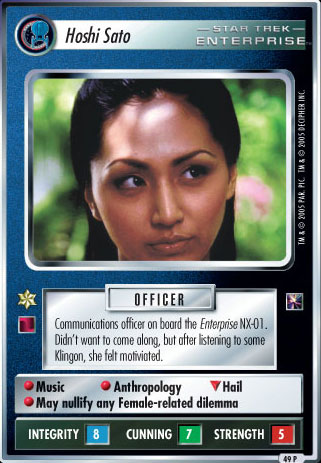 Hoshi Sato
STAR TREK
ENTERPRISE™
TM & © 2005 PAR. PIC. TM & © 2005 DECIPHER INC.
OFFICER
Communications officer on board the Enterprise NX-01.
Didn't want to come along, but after listening to some
Klingon, she felt motiviated.
Music Anthropology Hail
May nullify any Female-related dilemma
INTEGRITY 8 CUNNING 7 STRENGTH 5
49 P